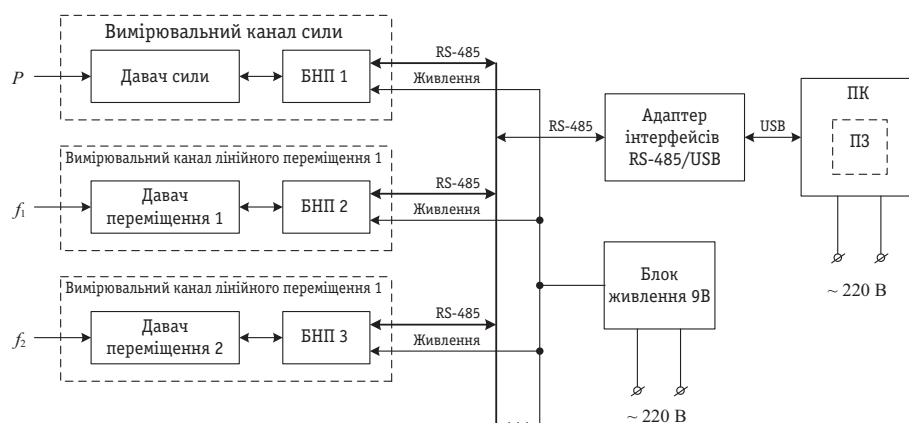 Вимірювальний канал сили
P
Давач сили
БНП 1
RS-485
Живлення
Вимірювальний канал лінійного переміщення 1
f1
Давач
переміщення 1
БНП 2
RS-485
Живлення
Вимірювальний канал лінійного переміщення 1
f2
Давач
переміщення 2
БНП 3
RS-485
Живлення
RS-485
Адаптер
інтерфейсів
RS-485/USB
USB
ПК
ПЗ
~ 220 В
Блок
живлення 9В
~ 220 В